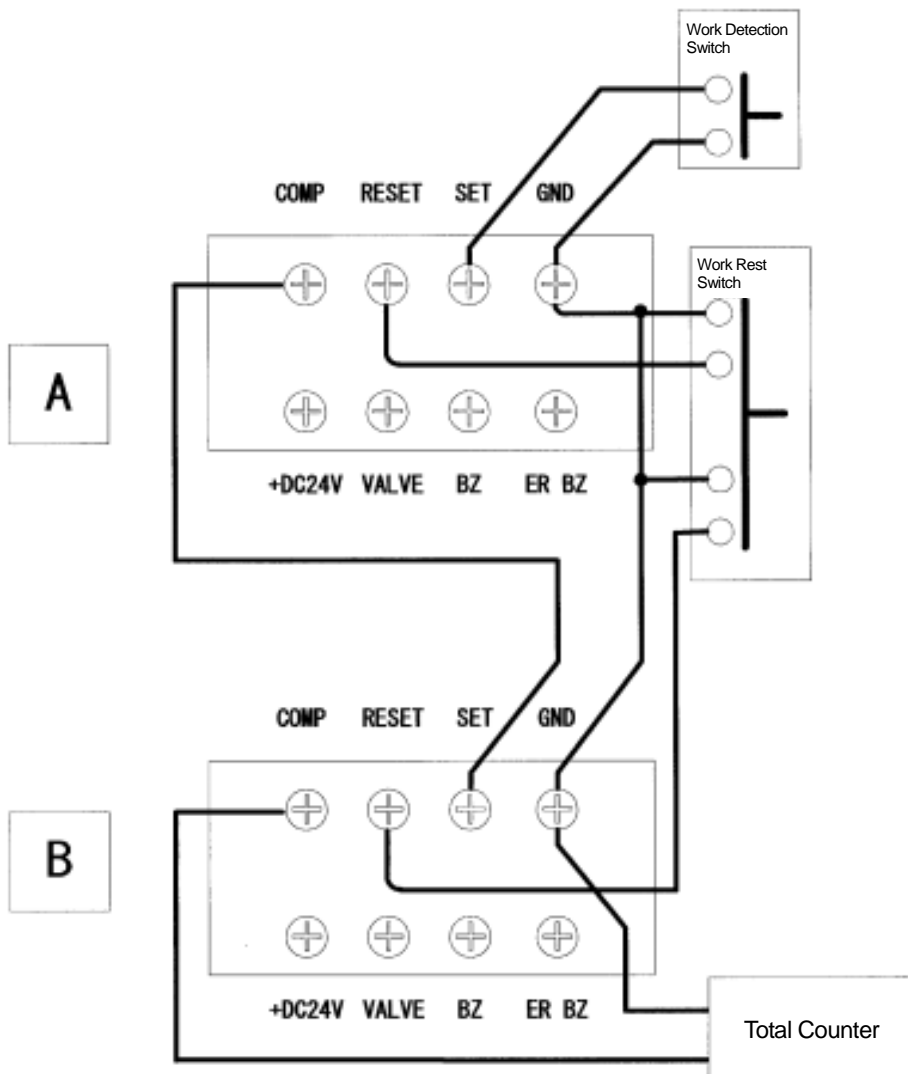 Work Detection
Switch
COMP RESET SET GND
Work Rest
Switch
A
+DC24V VALVE BZ ER BZ
COMP RESET SET GND
B
+DC24V VALVE BZ ER BZ
Total Counter